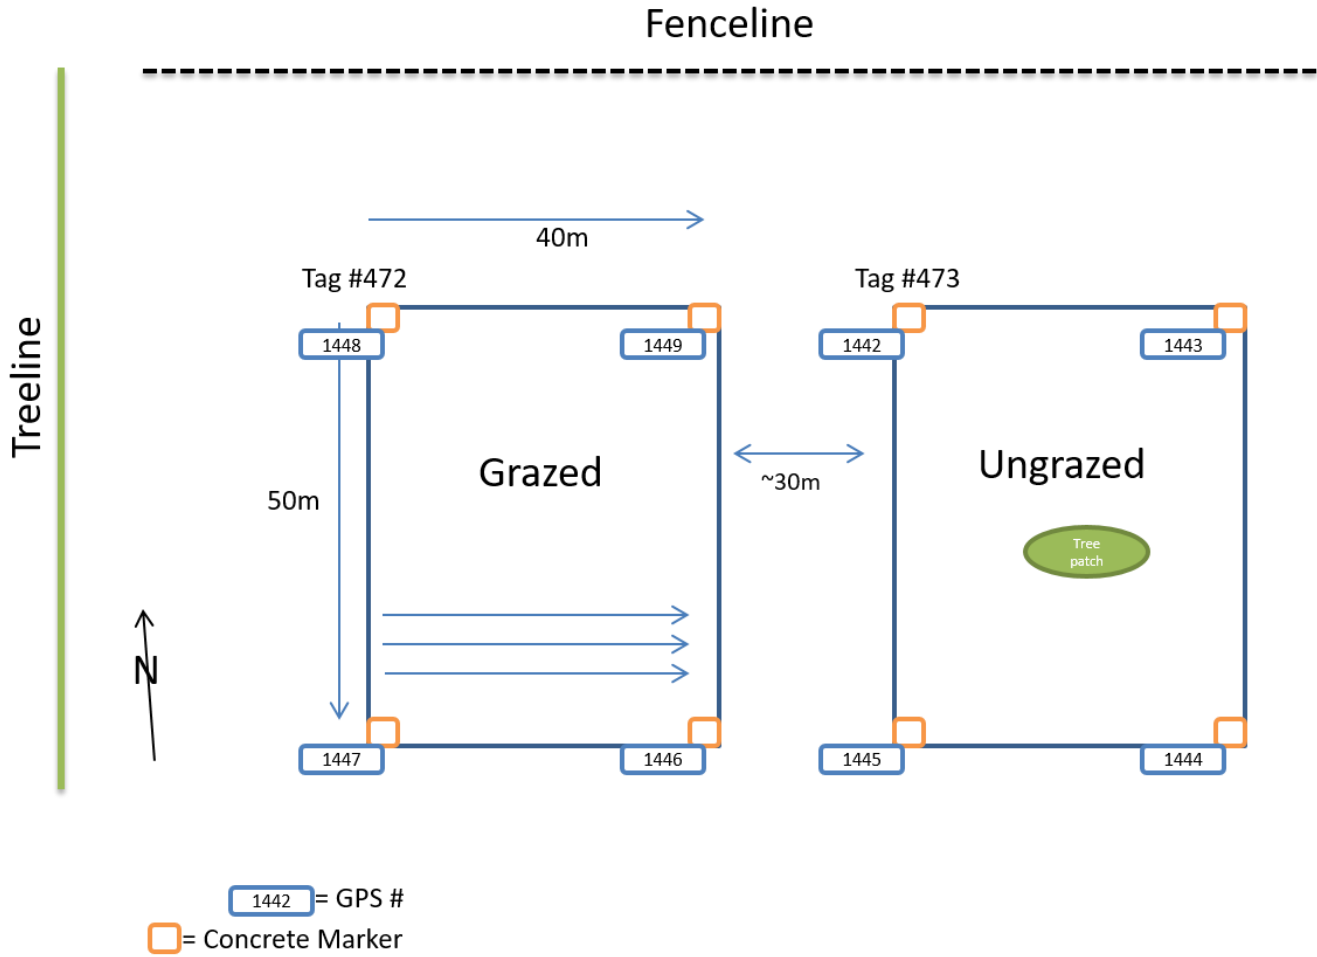 Fenceline
40m
Tag #472
Tag #473
1448
1449
1442
1443
Treeline
Grazed
Ungrazed
~30m
50m
Tree
patch
N
1447
1446
1445
1444
1442 = GPS #
= Concrete Marker